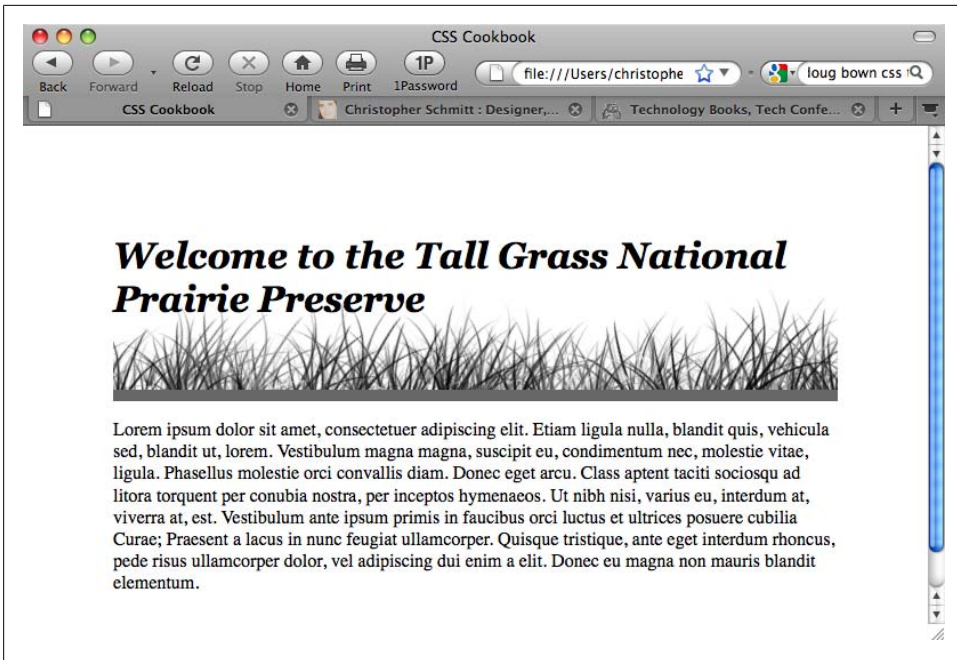 CSS Cookbook
1P
Back Forward Reload Stop Home Print 1Password
file:///Users/christophe
loug bown css
CSS Cookbook
Christopher Schmitt : Designer,...
Technology Books, Tech Confe...
Welcome to the Tall Grass National
Prairie Preserve
Lorem ipsum dolor sit amet, consectetuer adipiscing elit. Etiam ligula nulla, blandit quis, vehicula
sed, blandit ut, lorem. Vestibulum magna magna, suscipit eu, condimentum nec, molestie vitae,
ligula. Phasellus molestie orci convallis diam. Donec eget arcu. Class aptent taciti sociosqu ad
litora torquent per conubia nostra, per inceptos hymenaeos. Ut nibh nisi, varius eu, interdum at,
viverra at, est. Vestibulum ante ipsum primis in faucibus orci luctus et ultrices posuere cubilia
Curae; Praesent a lacus in nunc feugiat ullamcorper. Quisque tristique, ante eget interdum rhoncus,
pede risus ullamcorper dolor, vel adipiscing dui enim a elit. Donec eu magna non mauris blandit
elementum.